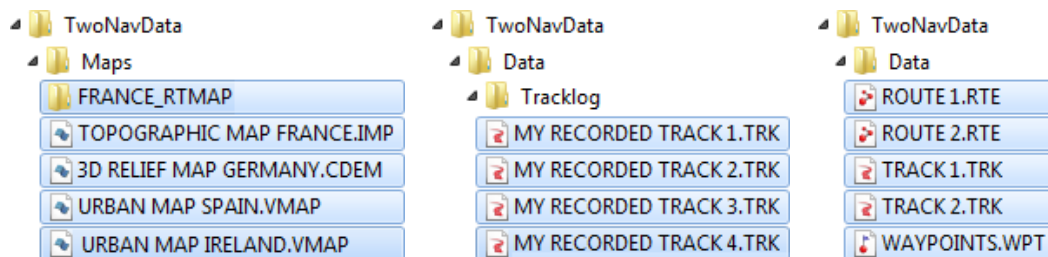 TwoNavData
Maps
FRANCE_RTMAP
TOPOGRAPHIC MAP FRANCE.IMP
3D RELIEF MAP GERMANY.CDEM
URBAN MAP SPAIN.VMAP
URBAN MAP IRELAND.VMAP
TwoNavData
Data
Tracklog
MY RECORDED TRACK 1.TRK
MY RECORDED TRACK 2.TRK
MY RECORDED TRACK 3.TRK
MY RECORDED TRACK 4.TRK
TwoNavData
Data
ROUTE 1.RTE
ROUTE 2.RTE
TRACK 1.TRK
TRACK 2.TRK
WAYPOINTS.WPT